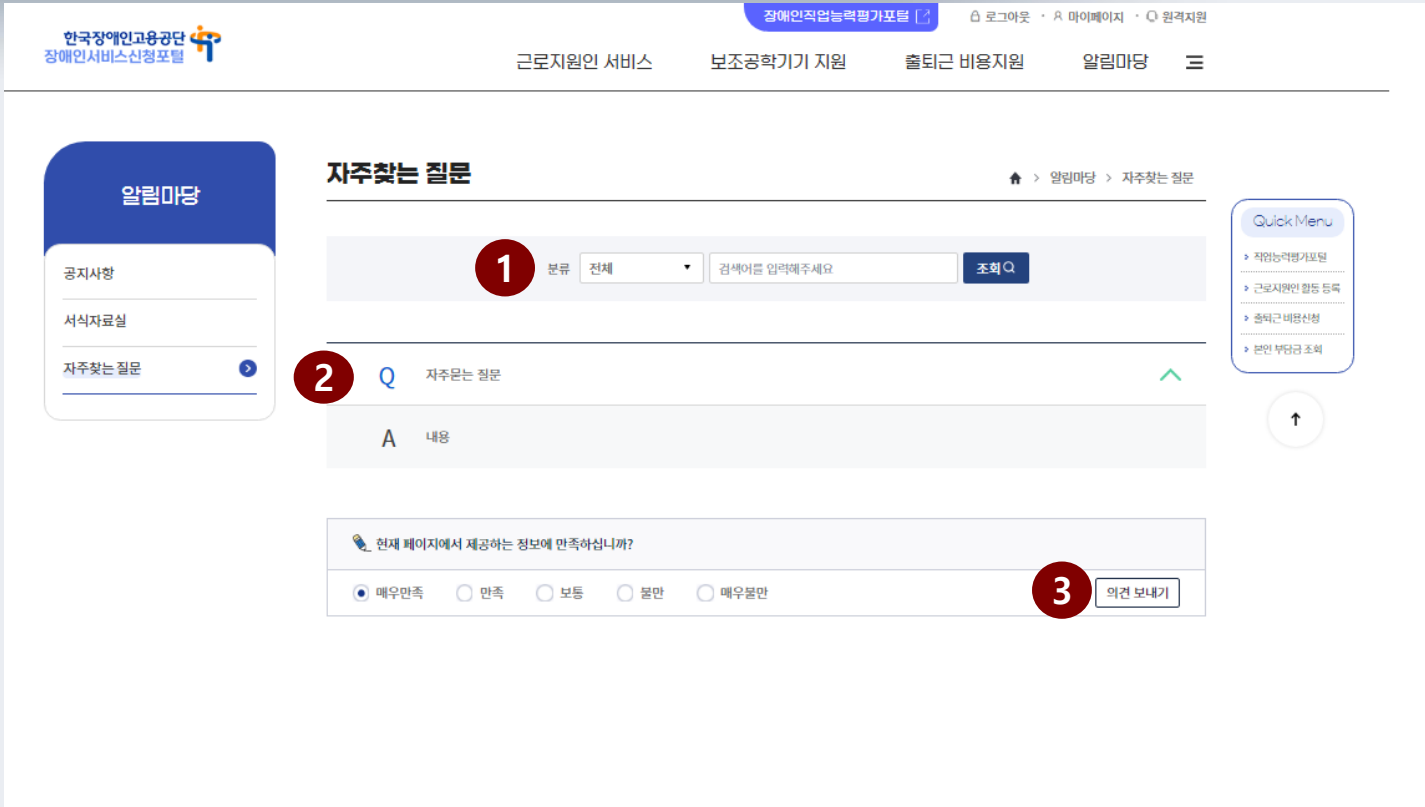 장애인직업능력평가포털
로그아웃 · 마이페이지 · 원격지원
한국장애인고용공단
장애인서비스신청포털
근로지원인 서비스 보조공학기기 지원 출퇴근 비용지원 알림마당
알림마당
공지사항
서식자료실
자주찾는 질문
자주찾는 질문
> 알림마당 > 자주찾는 질문
1 분류 전체 검색어를 입력해주세요 조회
2 Q 자주묻는 질문
A 내용
현재 페이지에서 제공하는 정보에 만족하십니까?
매우만족 만족 보통 불만 매우불만 3 의견 보내기
Quick Menu
직업능력평가포털
근로지원인 활동 등록
출퇴근 비용신청
본인 부담금 조회